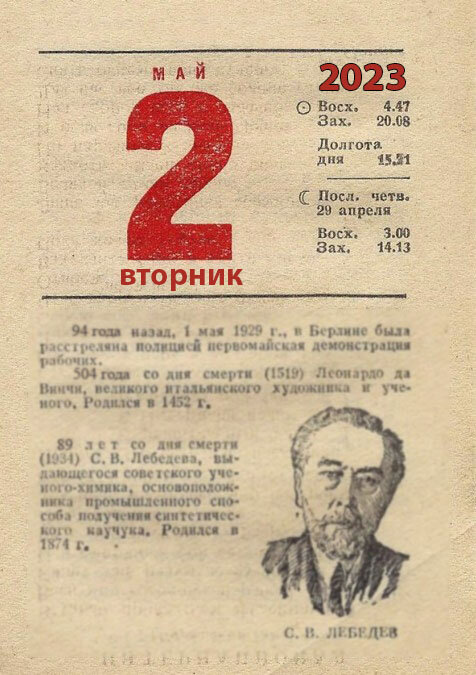 МАЙ
2
вторник
2023
Восх. 4.47
Зах. 20.08
Долгота
дня 15.21
Посл. четв.
29 апреля
Восх. 3.00
Зах. 14.13
94 года назад, 1 мая 1929 г., в Берлине была
расстреляна полицией первомайская демонстрация
рабочих.
504 года со дня смерти (1519) Леонардо да
Винчи, великого итальянского художника и уче-
ного. Родился в 1452 г.
89 лет со дня смерти
(1934) С. В. Лебедева, вы-
дающегося советского уче-
ного-химика, основополож-
ника промышленного спо-
соба получения синтетичес-
кого каучука. Родился в
1874 г.
С. В. ЛЕБЕДЕВ